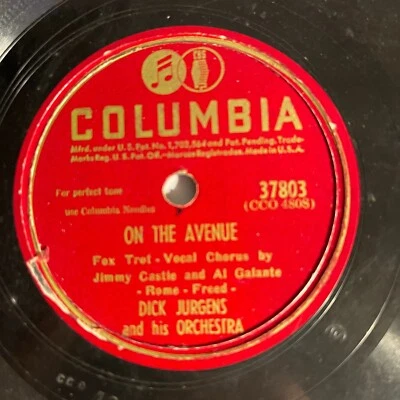 CBS
COLUMBIA
Mfrd. under U.S. Pat. No. 1,702,564 and Pat. Pending. Trade-
Marks Reg. U.S. Pat. Off.-Marcas Registradas. Made in U.S.A.
For perfect tone
use Columbia Needles
37803
(CCO 4808)
ON THE AVENUE
Fox Trot - Vocal Chorus by
Jimmy Castle and Al Galante
- Rome - Freed -
DICK JURGENS
and his ORCHESTRA